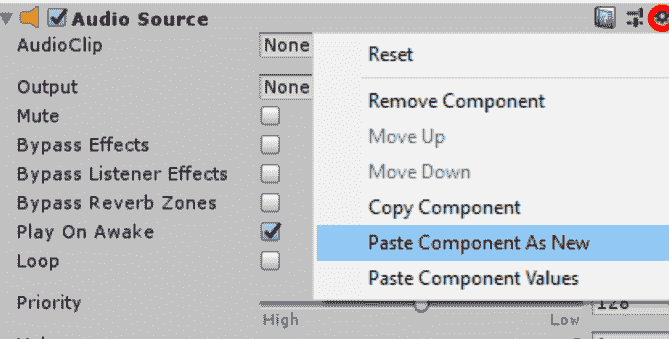 Audio Source
AudioClip
None
Reset
Output
None
Remove Component
Mute
Move Up
Bypass Effects
Move Down
Bypass Listener Effects
Copy Component
Bypass Reverb Zones
Play On Awake
Paste Component As New
Loop
Paste Component Values
Priority
High
Low